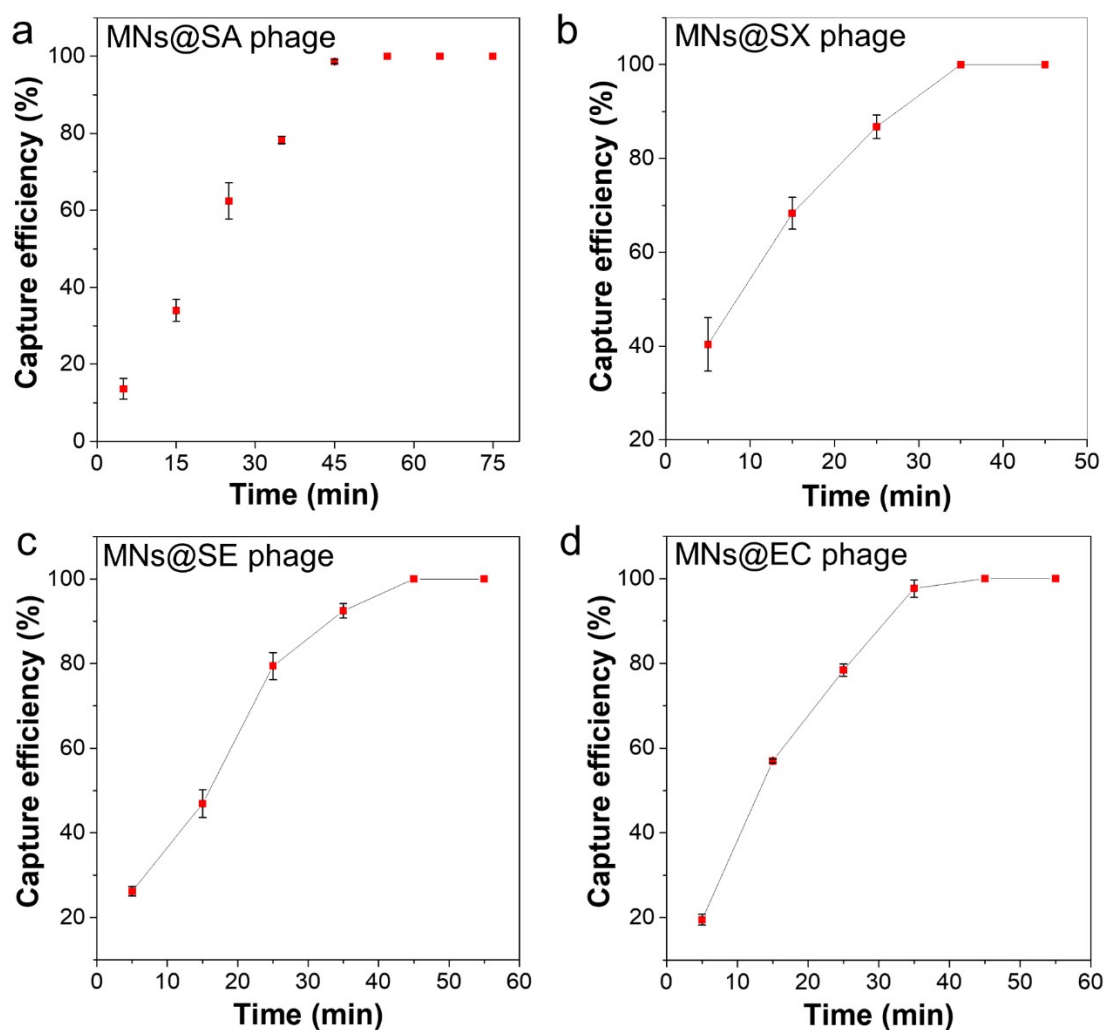 a
MNs@SA phage
Capture efficiency (%)
100
80
60
40
20
0
0 15 30 45 60 75
Time (min)
b
MNs@SX phage
Capture efficiency (%)
100
80
60
40
20
0 10 20 30 40 50
Time (min)
c
MNs@SE phage
Capture efficiency (%)
100
80
60
40
20
0 10 20 30 40 50 60
Time (min)
d
MNs@EC phage
Capture efficiency (%)
100
80
60
40
20
0 10 20 30 40 50 60
Time (min)